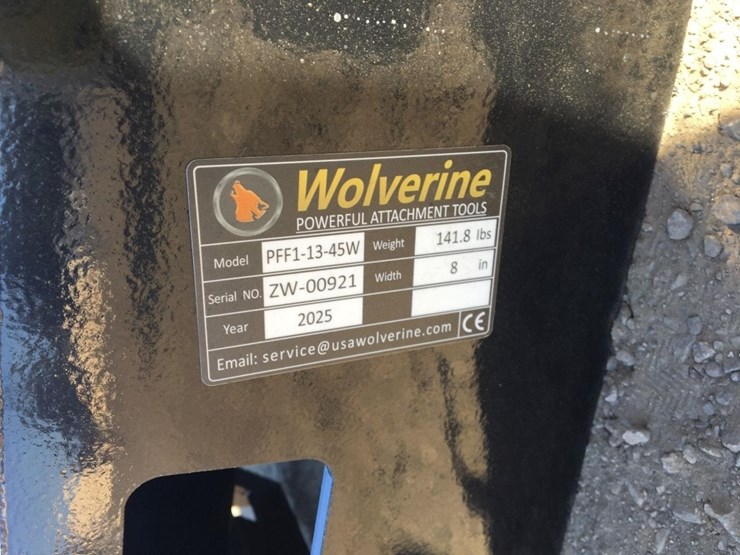 Wolverine
POWERFUL ATTACHMENT TOOLS
Model PFF1-13-45W Weight 141.8 lbs
Serial NO. ZW-00921 Width 8 in
Year 2025
Email: service@usawolverine.com CE